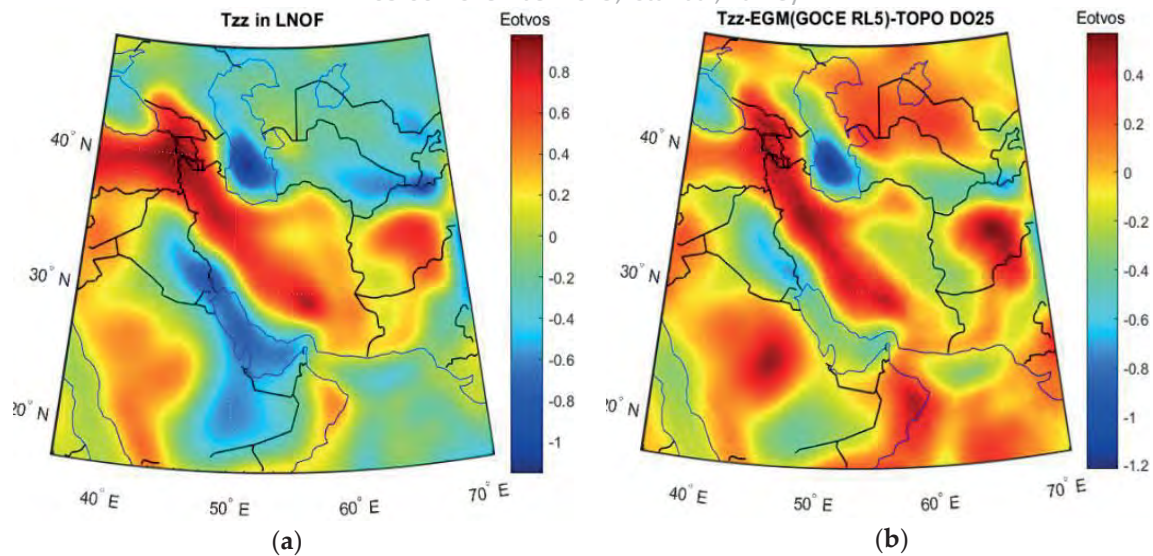 Tzz in LNOF
Eotvos
0.8
0.6
0.4
0.2
0
-0.2
-0.4
-0.6
-0.8
-1
40° N
30° N
20° N
40° E
50° E
60° E
70° E
(a)
Tzz-EGM(GOCE RL5)-TOPO DO25
Eotvos
0.4
0.2
0
-0.2
-0.4
-0.6
-0.8
-1
-1.2
40° N
30° N
20° N
40° E
50° E
60° E
70° E
(b)